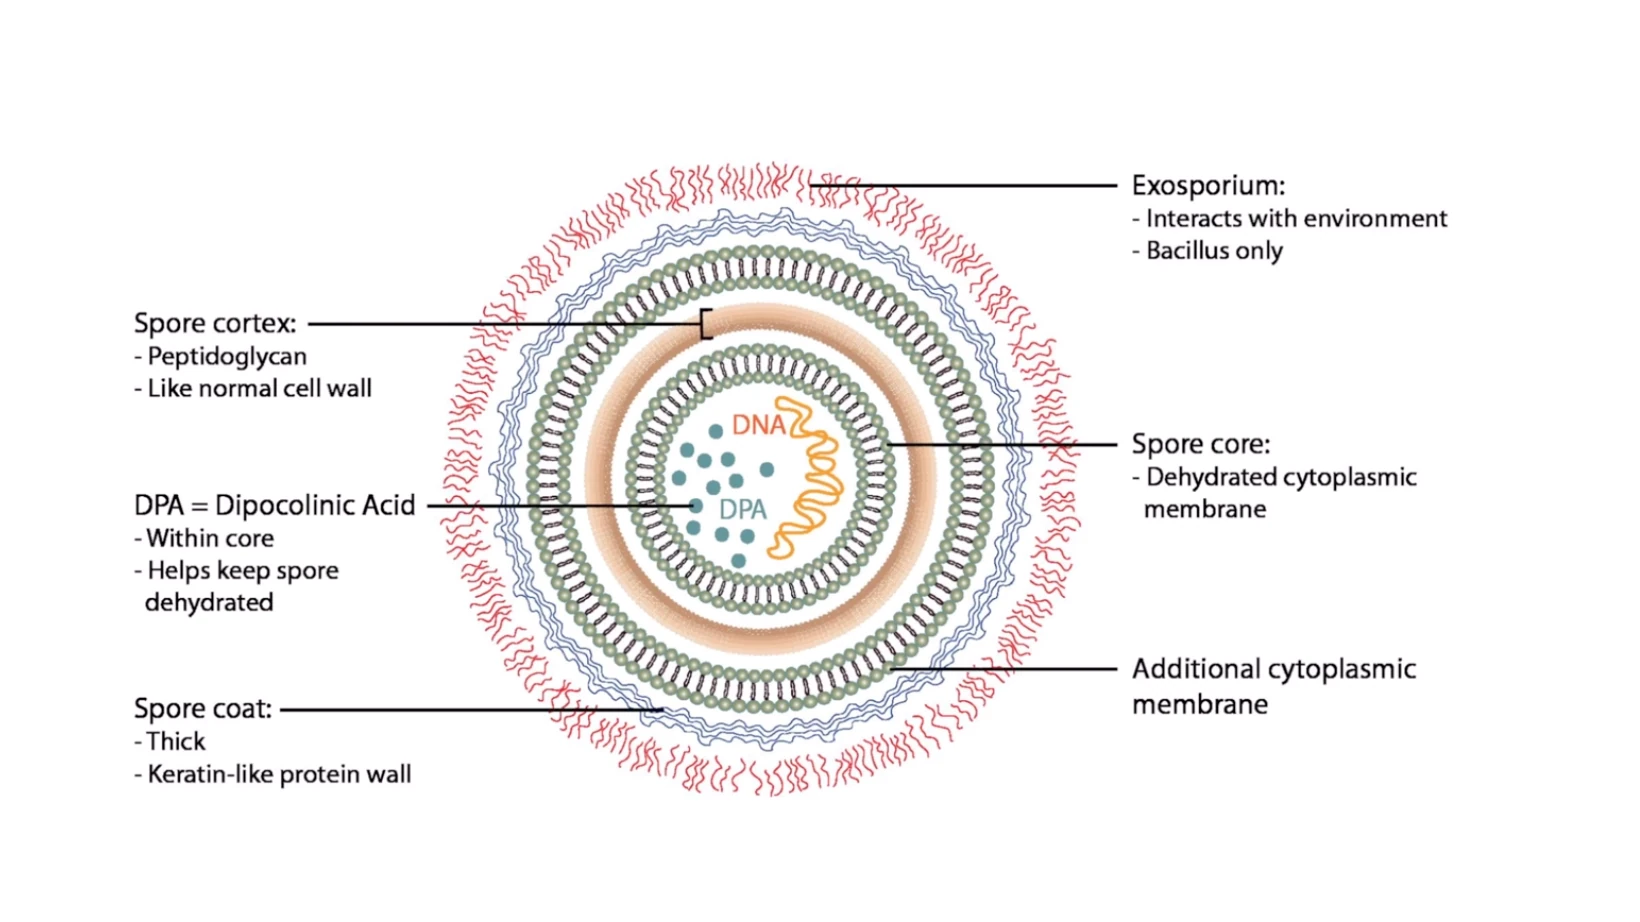 Exosporium:
- Interacts with environment
- Bacillus only
Spore cortex:
- Peptidoglycan
- Like normal cell wall
DNA
Spore core:
- Dehydrated cytoplasmic
membrane
DPA = Dipocolinic Acid
- Within core
- Helps keep spore
dehydrated
DPA
Additional cytoplasmic
membrane
Spore coat:
- Thick
- Keratin-like protein wall